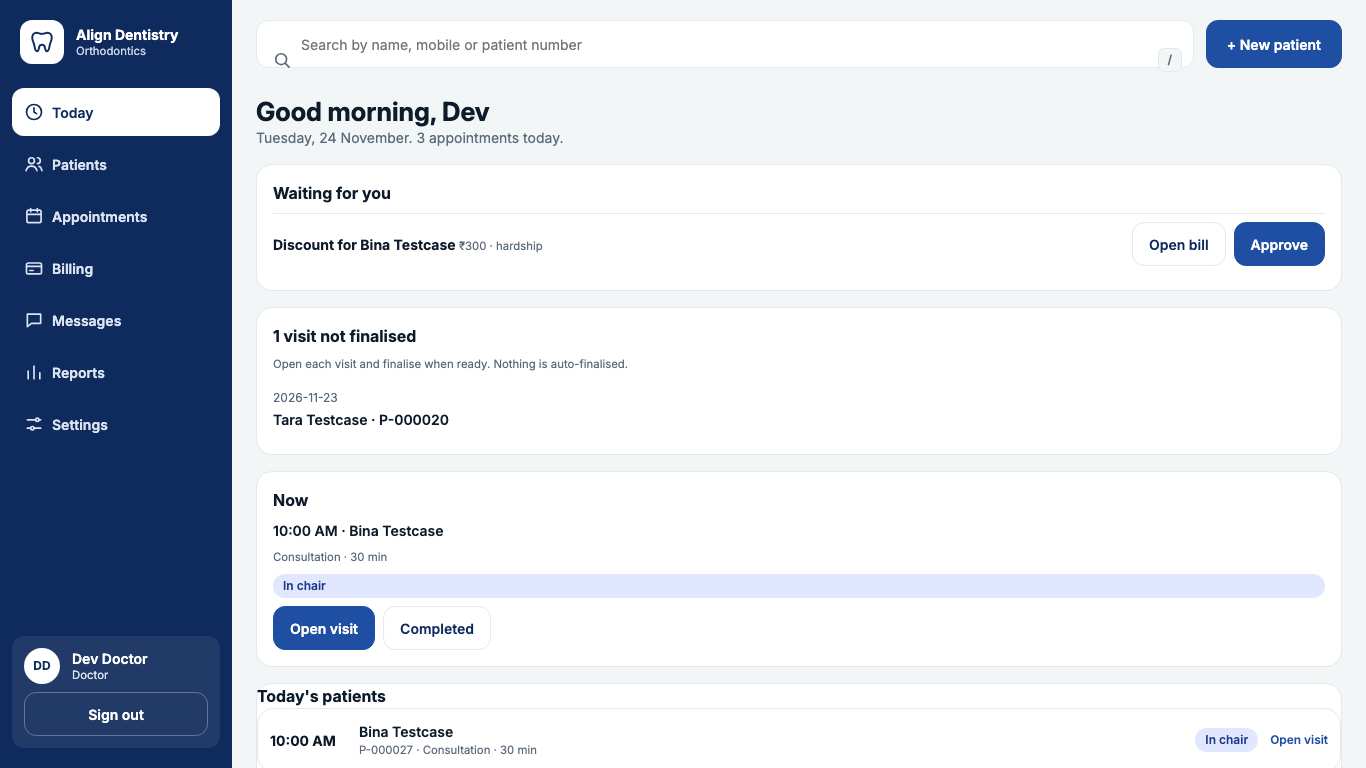 Align Dentistry
Orthodontics
Today
Patients
Appointments
Billing
Messages
Reports
Settings
DD
Dev Doctor
Doctor
Sign out
Search by name, mobile or patient number
/
+ New patient
Good morning, Dev
Tuesday, 24 November. 3 appointments today.
Waiting for you
Discount for Bina Testcase ₹300 · hardship
Open bill
Approve
1 visit not finalised
Open each visit and finalise when ready. Nothing is auto-finalised.
2026-11-23
Tara Testcase · P-000020
Now
10:00 AM · Bina Testcase
Consultation · 30 min
In chair
Open visit
Completed
Today's patients
10:00 AM
Bina Testcase
P-000027 · Consultation · 30 min
In chair
Open visit